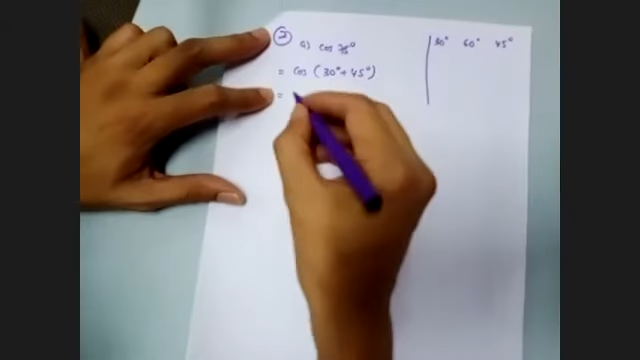 2 a) cos 75°
= cos (30° + 45°)
=
30° 60° 45°